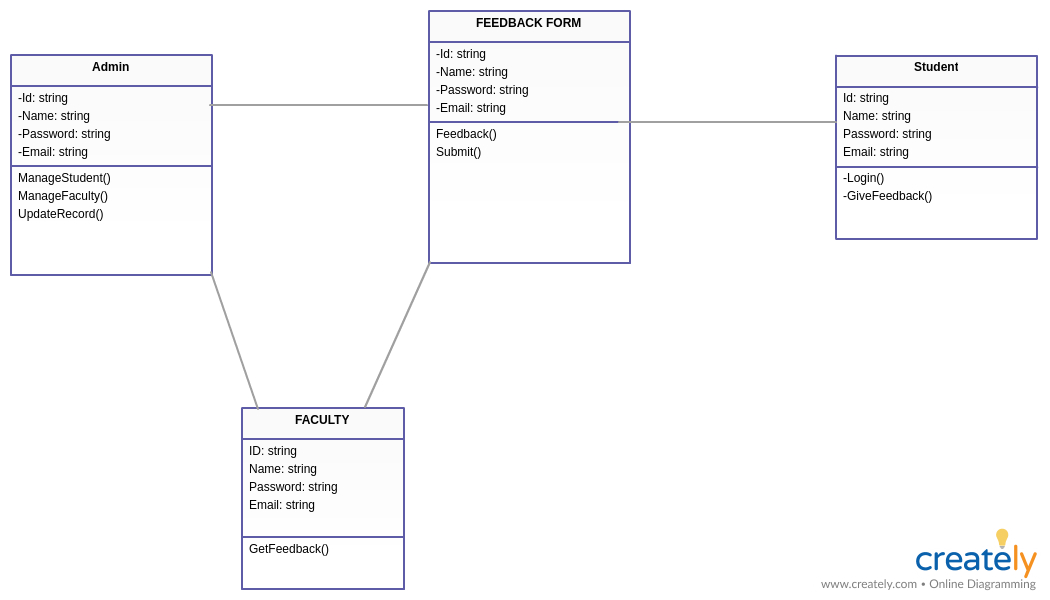 Admin
-Id: string
-Name: string
-Password: string
-Email: string
ManageStudent()
ManageFaculty()
UpdateRecord()
FEEDBACK FORM
-Id: string
-Name: string
-Password: string
-Email: string
Feedback()
Submit()
Student
Id: string
Name: string
Password: string
Email: string
-Login()
-GiveFeedback()
FACULTY
ID: string
Name: string
Password: string
Email: string
GetFeedback()
creately
www.creately.com • Online Diagramming